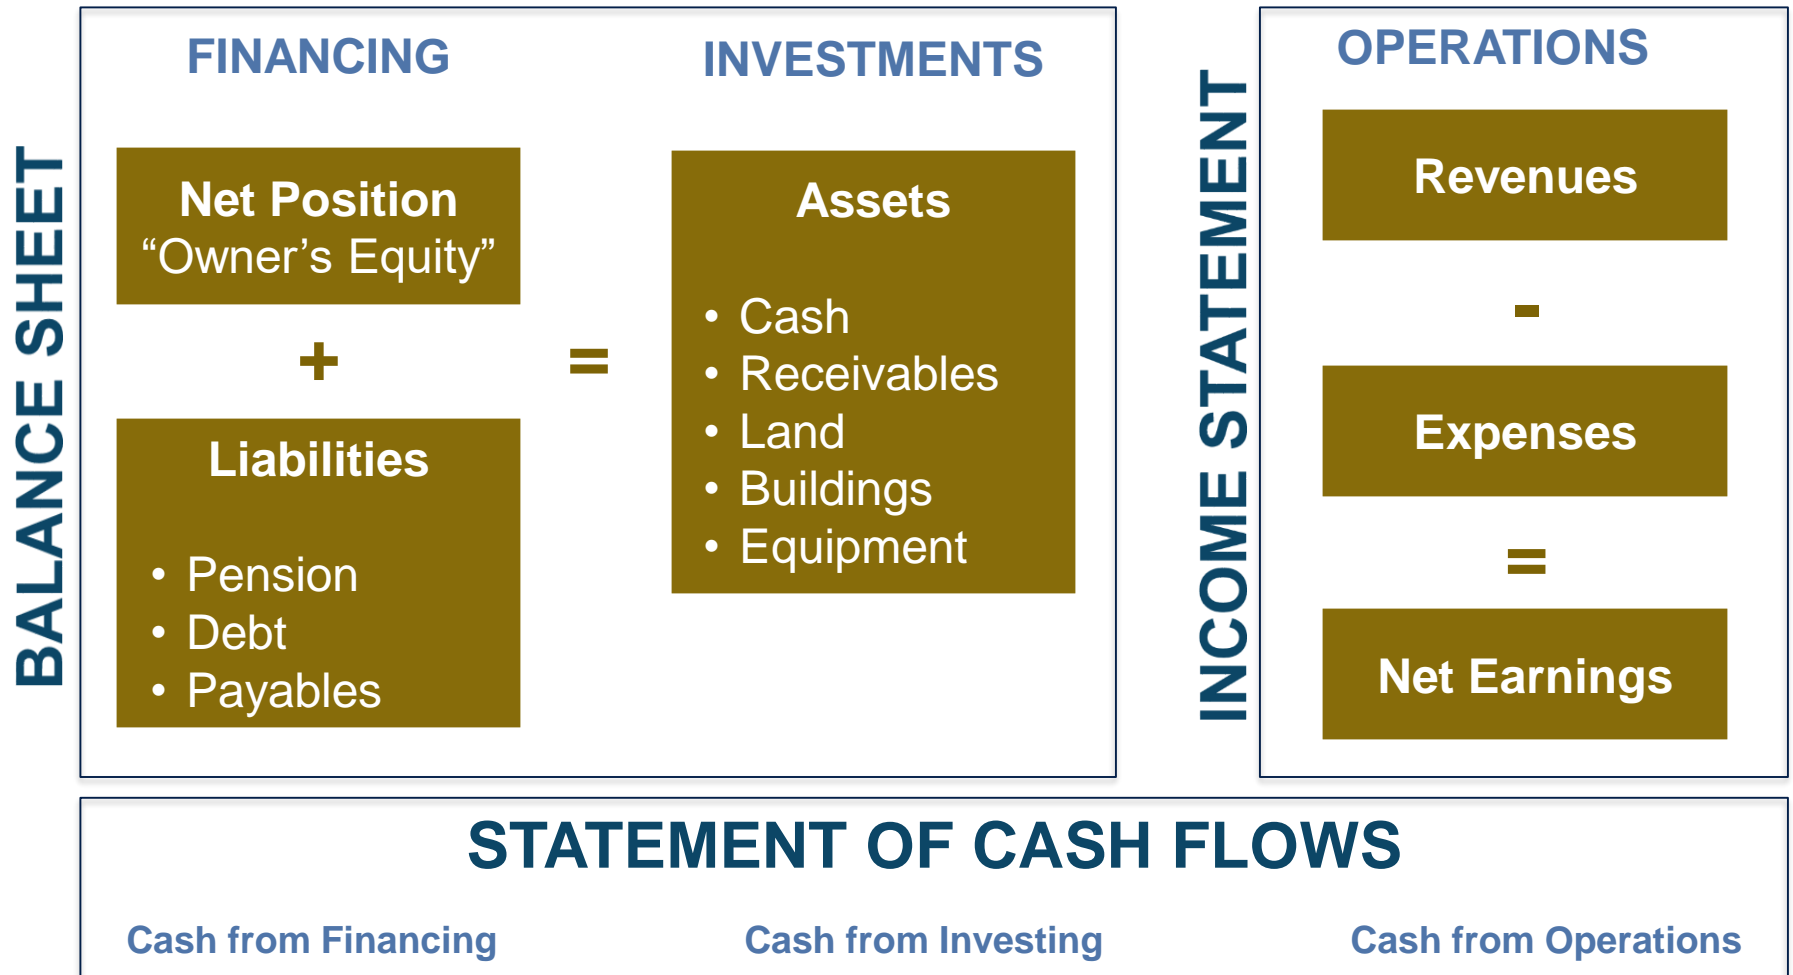 BALANCE SHEET
FINANCING
Net Position
“Owner’s Equity”
+
Liabilities
• Pension
• Debt
• Payables
=
INVESTMENTS
Assets
• Cash
• Receivables
• Land
• Buildings
• Equipment
INCOME STATEMENT
OPERATIONS
Revenues
-
Expenses
=
Net Earnings
STATEMENT OF CASH FLOWS
Cash from Financing
Cash from Investing
Cash from Operations